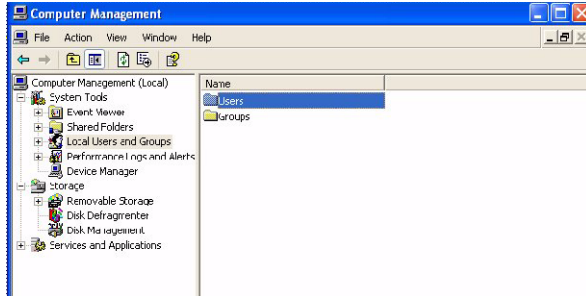 Computer Management
File Action View Window Help
Computer Management (Local)
System Tools
Event Viewer
Shared Folders
Local Users and Groups
Performance Logs and Alerts
Device Manager
Storage
Removable Storage
Disk Defragmenter
Disk Management
Services and Applications
Name
Users
Groups